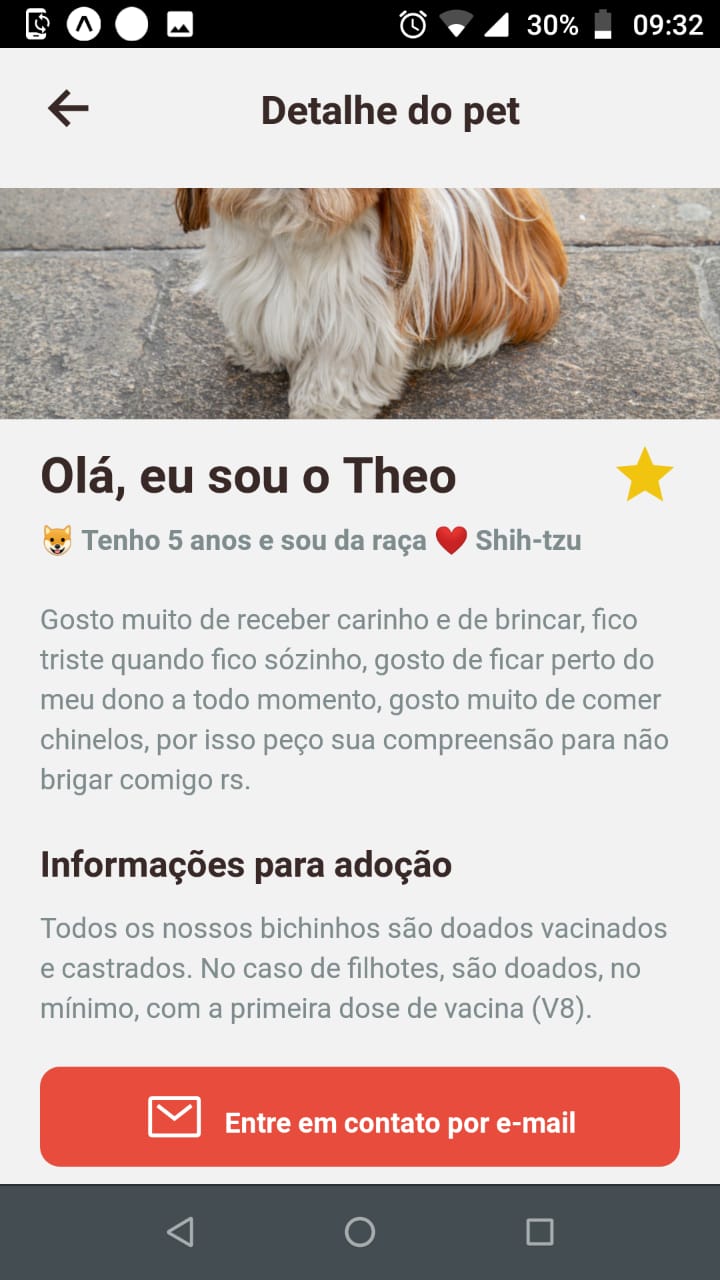 30% 09:32
Detalhe do pet
Olá, eu sou o Theo
🐶 Tenho 5 anos e sou da raça ❤️ Shih-tzu
Gosto muito de receber carinho e de brincar, fico
triste quando fico sózinho, gosto de ficar perto do
meu dono a todo momento, gosto muito de comer
chinelos, por isso peço sua compreensão para não
brigar comigo rs.
Informações para adoção
Todos os nossos bichinhos são doados vacinados
e castrados. No caso de filhotes, são doados, no
mínimo, com a primeira dose de vacina (V8).
Entre em contato por e-mail